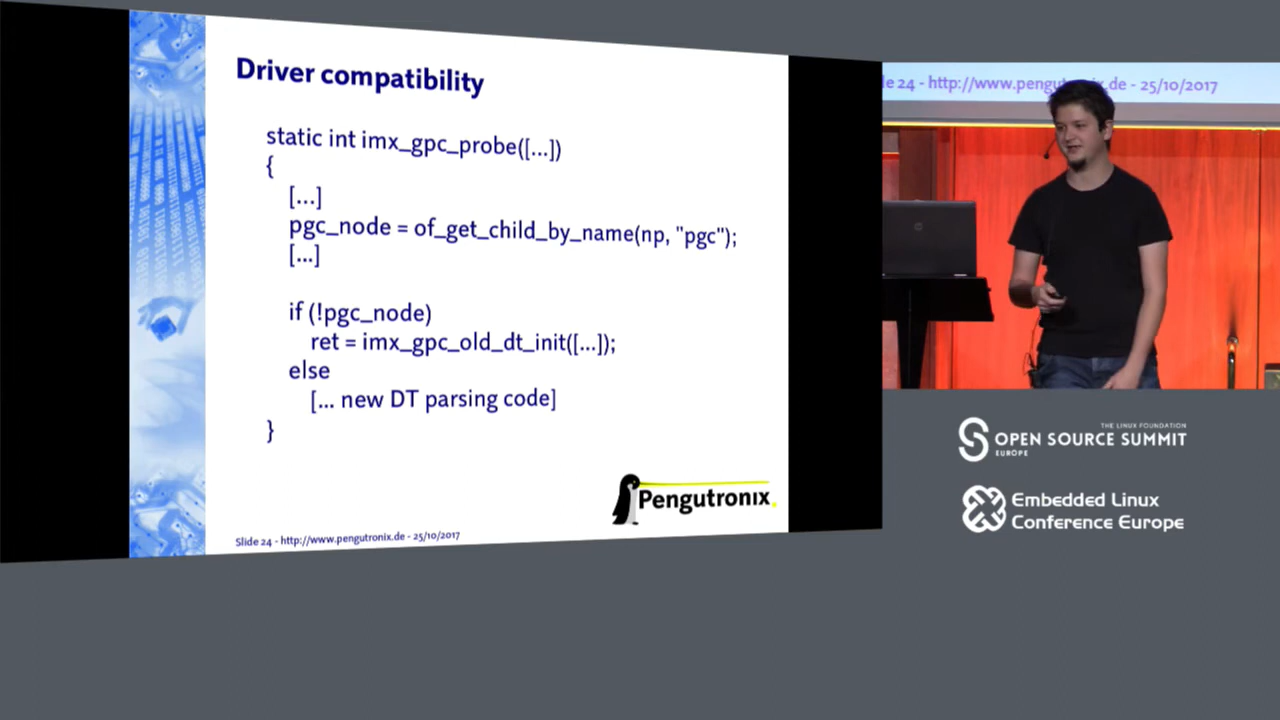 Driver compatibility
static int imx_gpc_probe([...])
{
[...]
pgc_node = of_get_child_by_name(np, "pgc");
[...]
if (!pgc_node)
ret = imx_gpc_old_dt_init([...]);
else
[... new DT parsing code]
}
Pengutronix.
Slide 24 - http://www.pengutronix.de - 25/10/2017
le 24 - http://www.pengu .de - 25/10/2017
THE LINUX FOUNDATION
OPEN SOURCE SUMMIT
EUROPE
Embedded Linux
Conference Europe